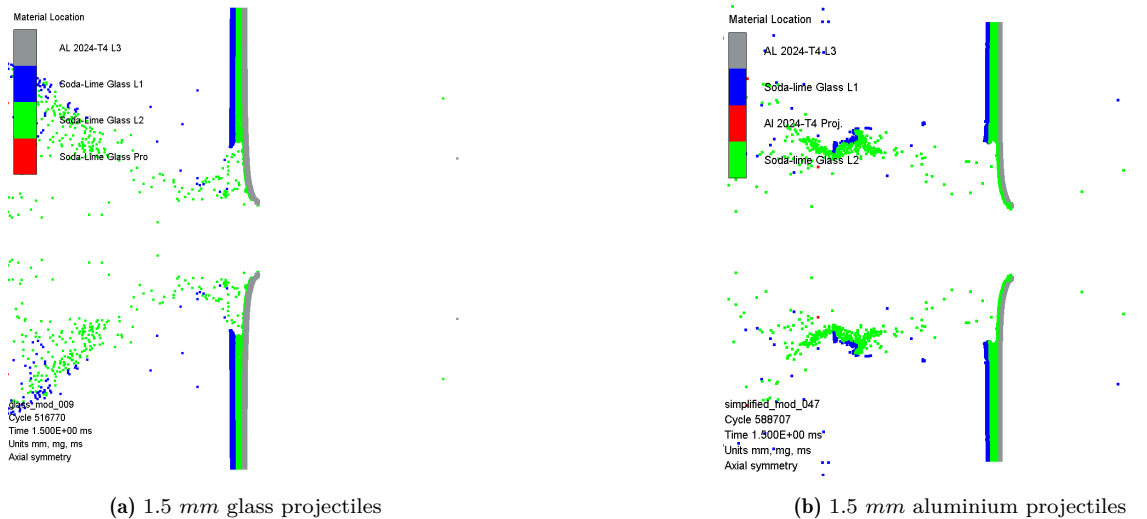 Material Location
AL 2024-T4 L3
Soda-Lime Glass L1
Soda-Lime Glass L2
Soda-Lime Glass Pro
glass_mod_009
Cycle 516770
Time 1.500E+00 ms
Units mm, mg, ms
Axial symmetry
(a) 1.5 mm glass projectiles
Material Location
AL 2024-T4 L3
Soda-lime Glass L1
Al 2024-T4 Proj.
Soda-lime Glass L2
simplified_mod_047
Cycle 588707
Time 1.500E+00 ms
Units mm, mg, ms
Axial symmetry
(b) 1.5 mm aluminium projectiles